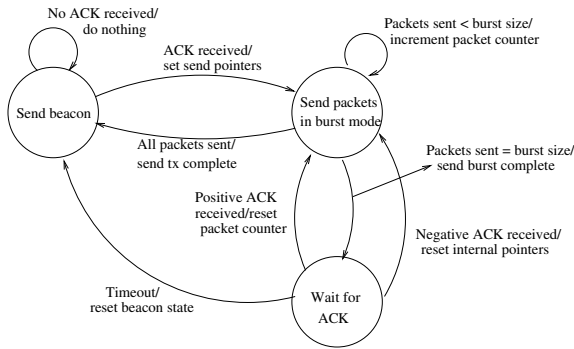 No ACK received/
do nothing
ACK received/
set send pointers
Packets sent < burst size/
increment packet counter
Send beacon
Send packets
in burst mode
All packets sent/
send tx complete
Packets sent = burst size/
send burst complete
Positive ACK
received/reset
packet counter
Negative ACK received/
reset internal pointers
Timeout/
reset beacon state
Wait for
ACK